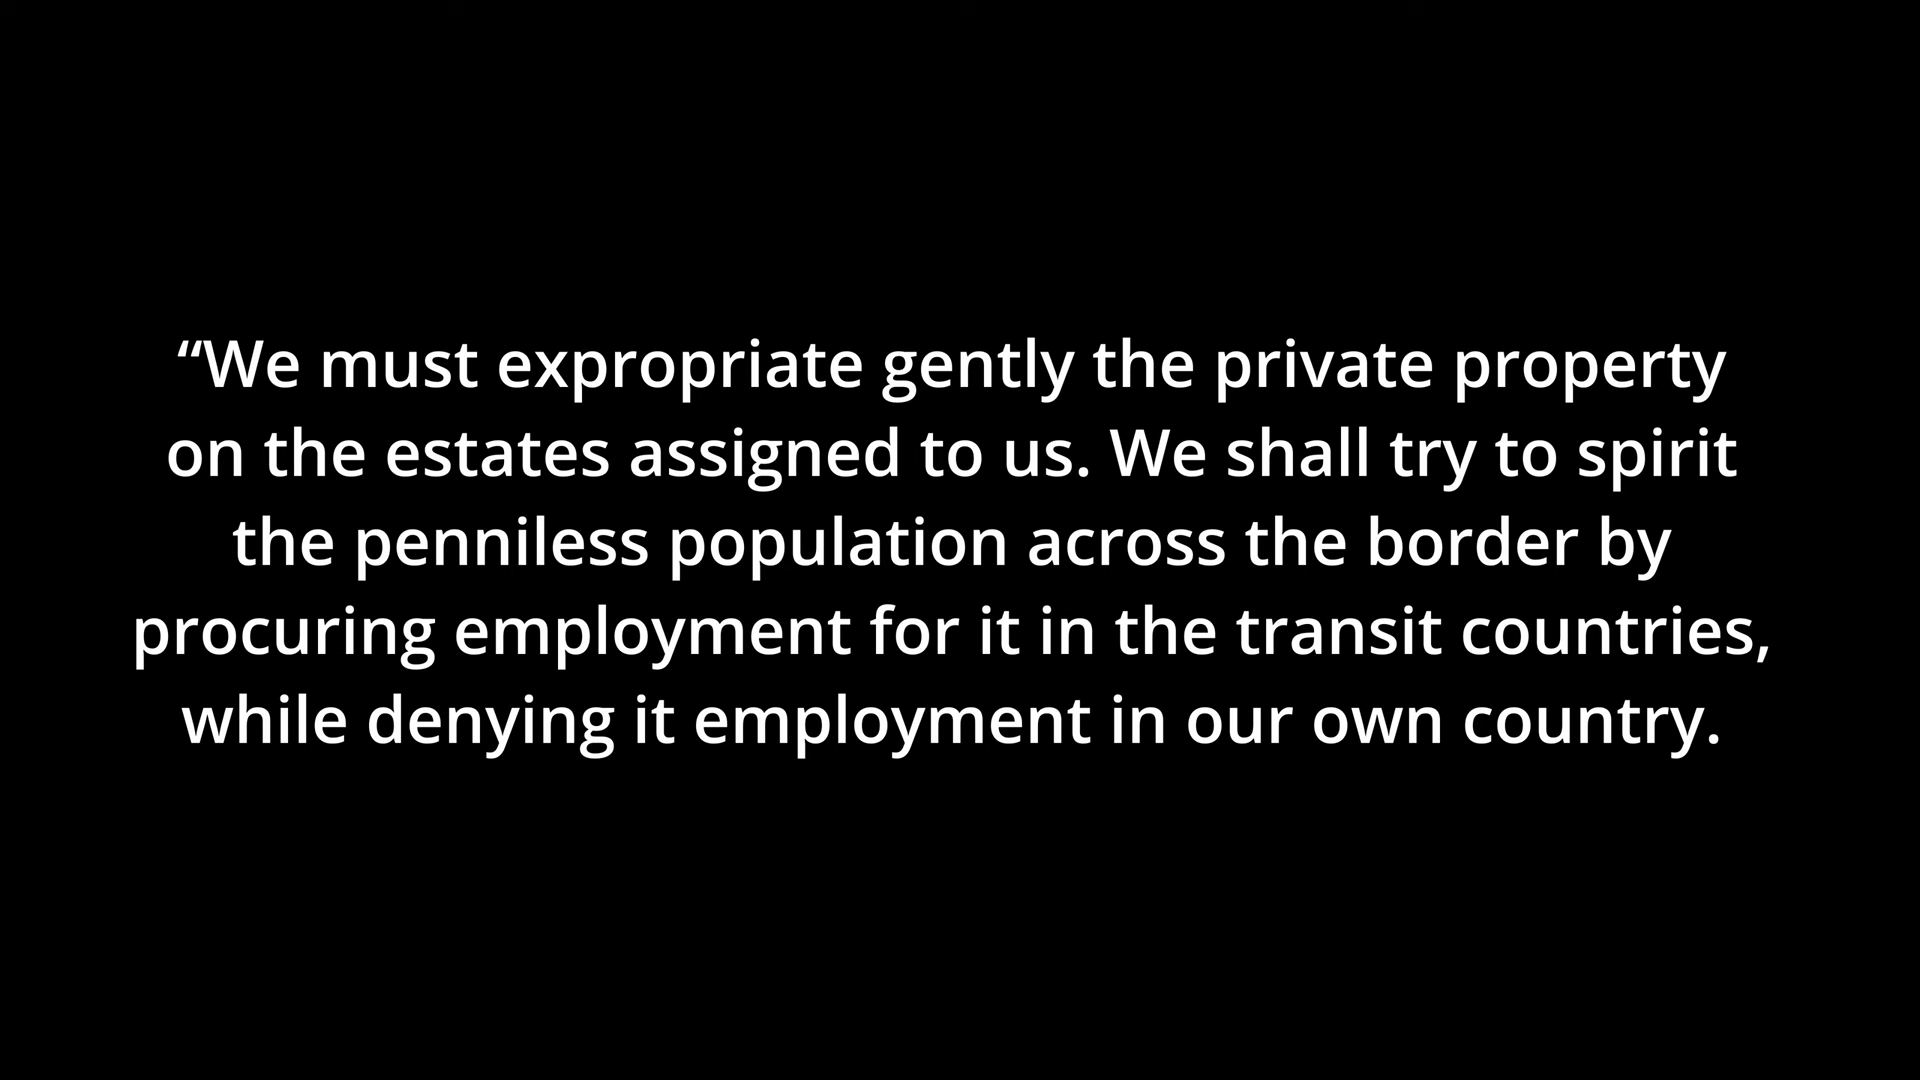 “We must expropriate gently the private property
on the estates assigned to us. We shall try to spirit
the penniless population across the border by
procuring employment for it in the transit countries,
while denying it employment in our own country.